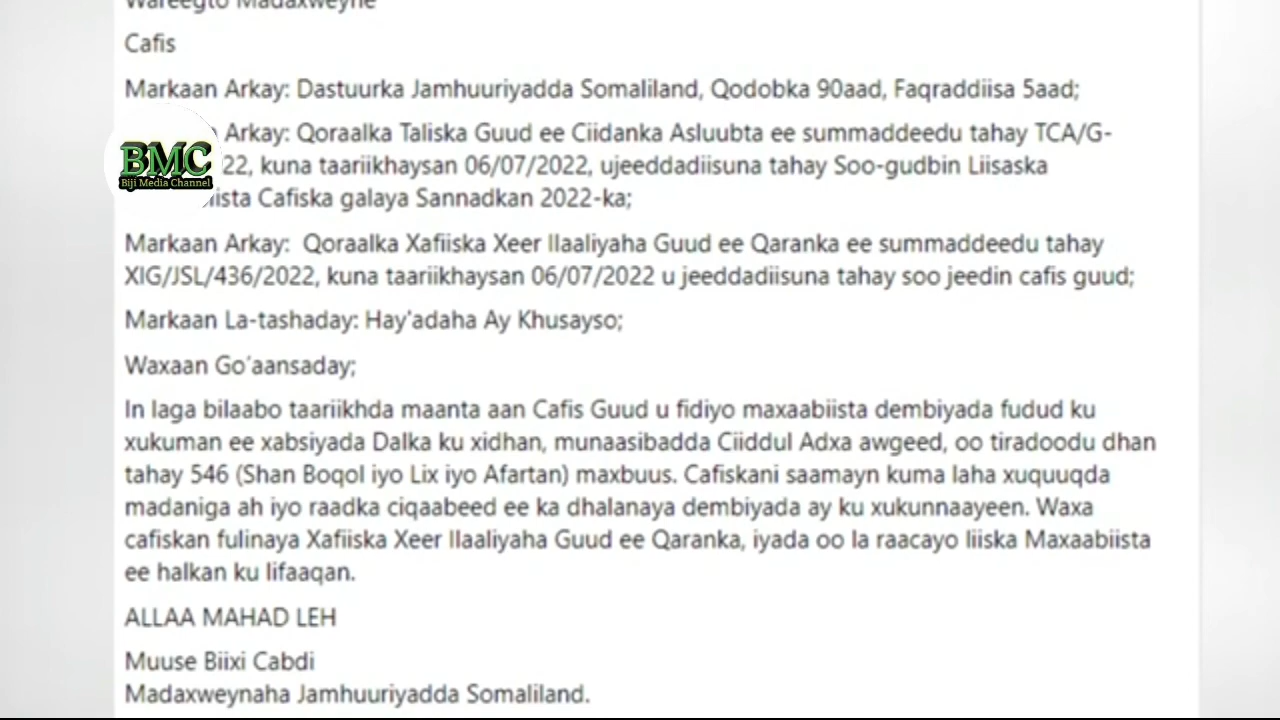 Wareegto Madaxweyne
Cafis
Markaan Arkay: Dastuurka Jamhuuriyadda Somaliland, Qodobka 90aad, Faqraddiisa 5aad;
Arkay: Qoraalka Taliska Guud ee Ciidanka Asluubta ee summaddeedu tahay TCA/G-
22, kuna taariikhaysan 06/07/2022, ujeeddadiisuna tahay Soo-gudbin Liisaska
iista Cafiska galaya Sannadkan 2022-ka;
BMC
Biji Media Channel
Markaan Arkay: Qoraalka Xafiiska Xeer Ilaaliyaha Guud ee Qaranka ee summaddeedu tahay
XIG/JSL/436/2022, kuna taariikhaysan 06/07/2022 u jeeddadiisuna tahay soo jeedin cafis guud;
Markaan La-tashaday: Hay'adaha Ay Khusayso;
Waxaan Go'aansaday;
In laga bilaabo taariikhda maanta aan Cafis Guud u fidiyo maxaabiista dembiyada fudud ku
xukuman ee xabsiyada Dalka ku xidhan, munaasibadda Ciiddul Adxa awgeed, oo tiradoodu dhan
tahay 546 (Shan Boqol iyo Lix iyo Afartan) maxbuus. Cafiskani saamayn kuma laha xuquuqda
madaniga ah iyo raadka ciqaabeed ee ka dhalanaya dembiyada ay ku xukunnaayeen. Waxa
cafiskan fulinaya Xafiiska Xeer Ilaaliyaha Guud ee Qaranka, iyada oo la raacayo liiska Maxaabiista
ee halkan ku lifaaqan.
ALLAA MAHAD LEH
Muuse Biixi Cabdi
Madaxweynaha Jamhuuriyadda Somaliland.